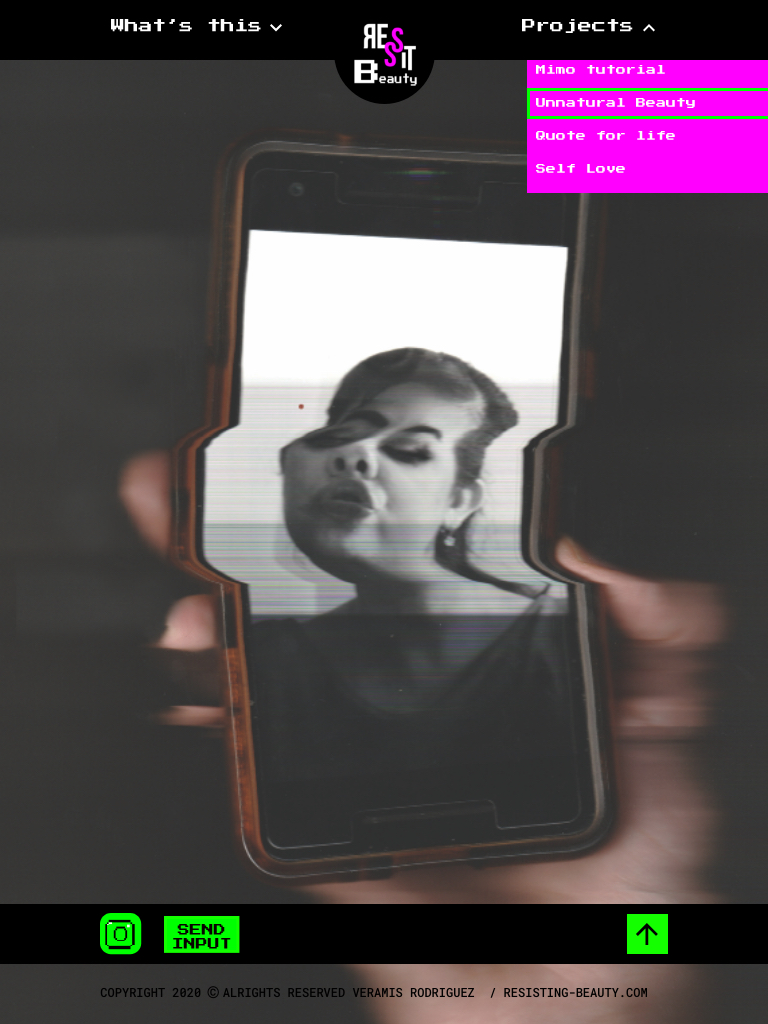 What's this
Projects
RESSIT
Beauty
Mimo tutorial
Unnatural Beauty
Quote for life
Self Love
SEND
INPUT
COPYRIGHT 2020 © ALRIGHTS RESERVED VERAMIS RODRIGUEZ / RESISTING-BEAUTY.COM